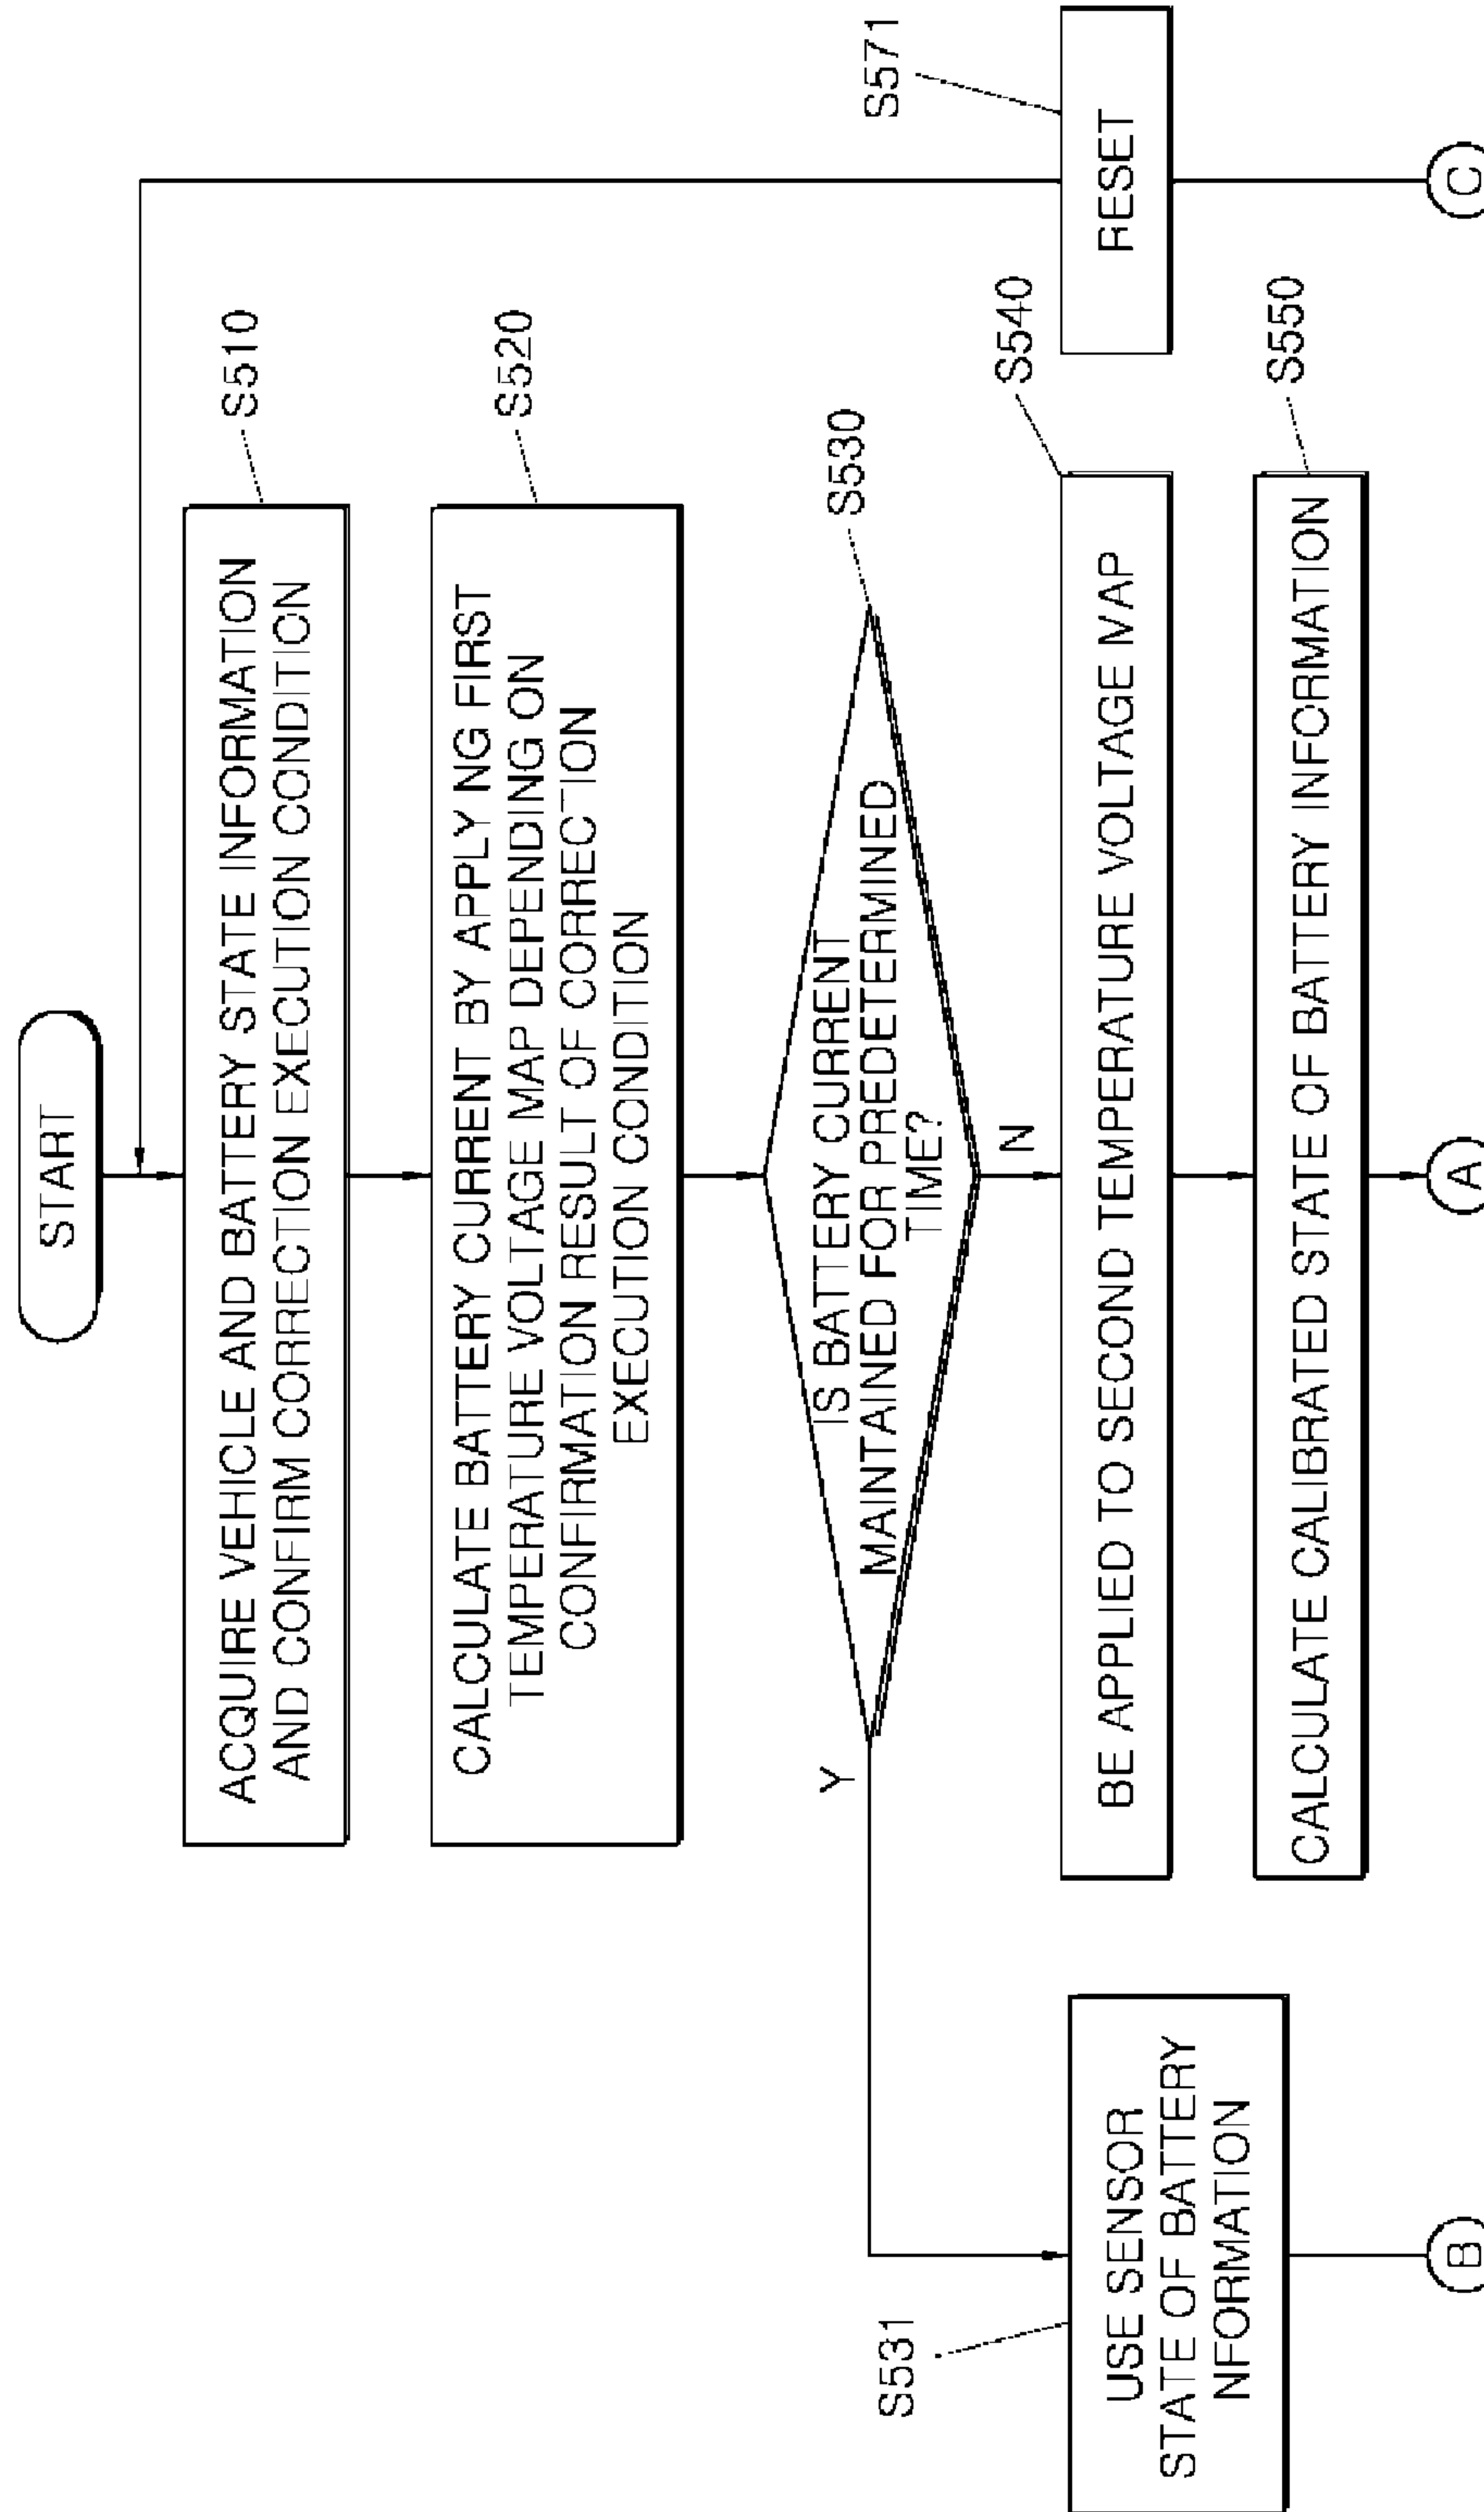 START
S510
ACQUIRE VEHICLE AND BATTERY STATE INFORMATION
AND CONFIRM CORRECTION EXECUTION CONDITION
S520
CALCULATE BATTERY CURRENT BY APPLY NG FIRST
TEMPERATURE VOLTAGE MAP DEPENDING ON
CONFIRMATION RESULT OF CORRECTION
EXECUTION CONDITION
S530
IS BATTERY CURRENT
MAINTAINED FOR PREDETERMINED
TIME?
Y
N
S531
USE SENSOR
STATE OF BATTERY
NFORMATION
S540
BE APPLIED TO SECOND TEMPERATURE VOLTAGE MAP
S571
RESET
S550
CALCULATE CALIBRATED STATE OF BATTERY INFORMATION
B
A
C